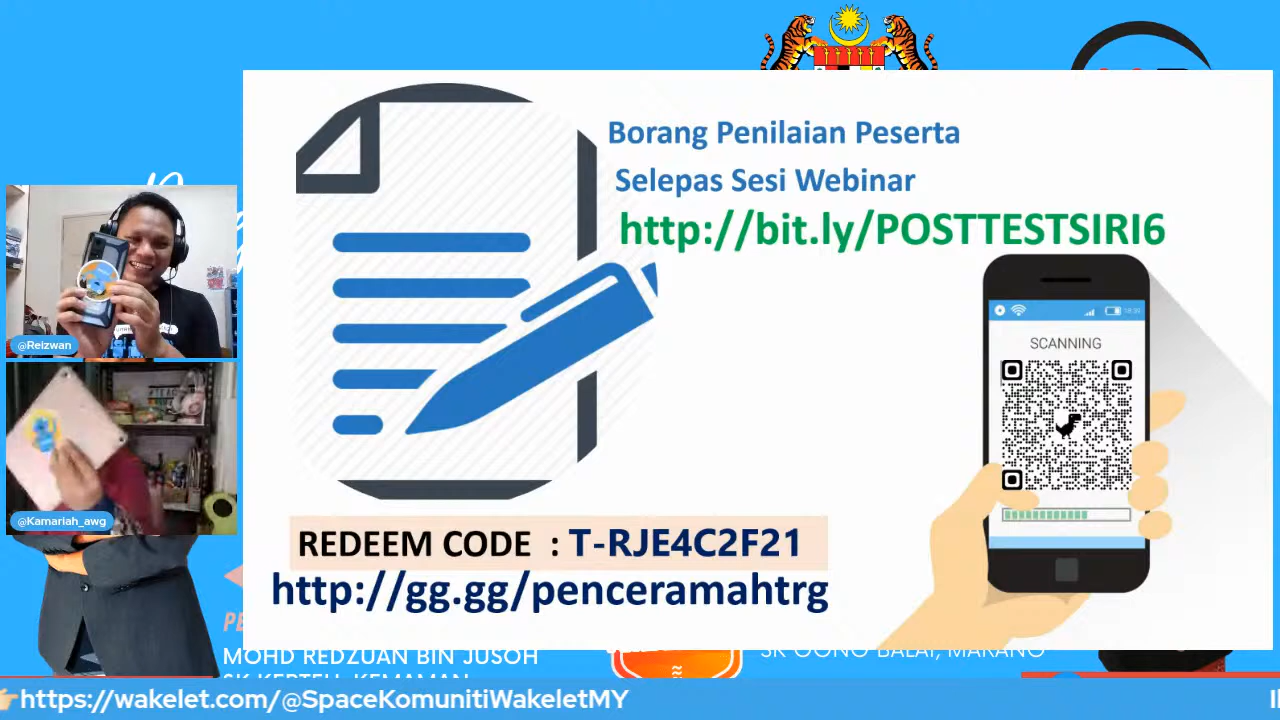 Borang Penilaian Peserta
Selepas Sesi Webinar
http://bit.ly/POSTTESTSIRI6
SCANNING
REDEEM CODE : T-RJE4C2F21
http://gg.gg/penceramahtrg
@Reizwan
@Kamariah_awg
MOHD REDZUAN BIN JUSOH
https://wakelet.com/@SpaceKomunitiWakeletMY